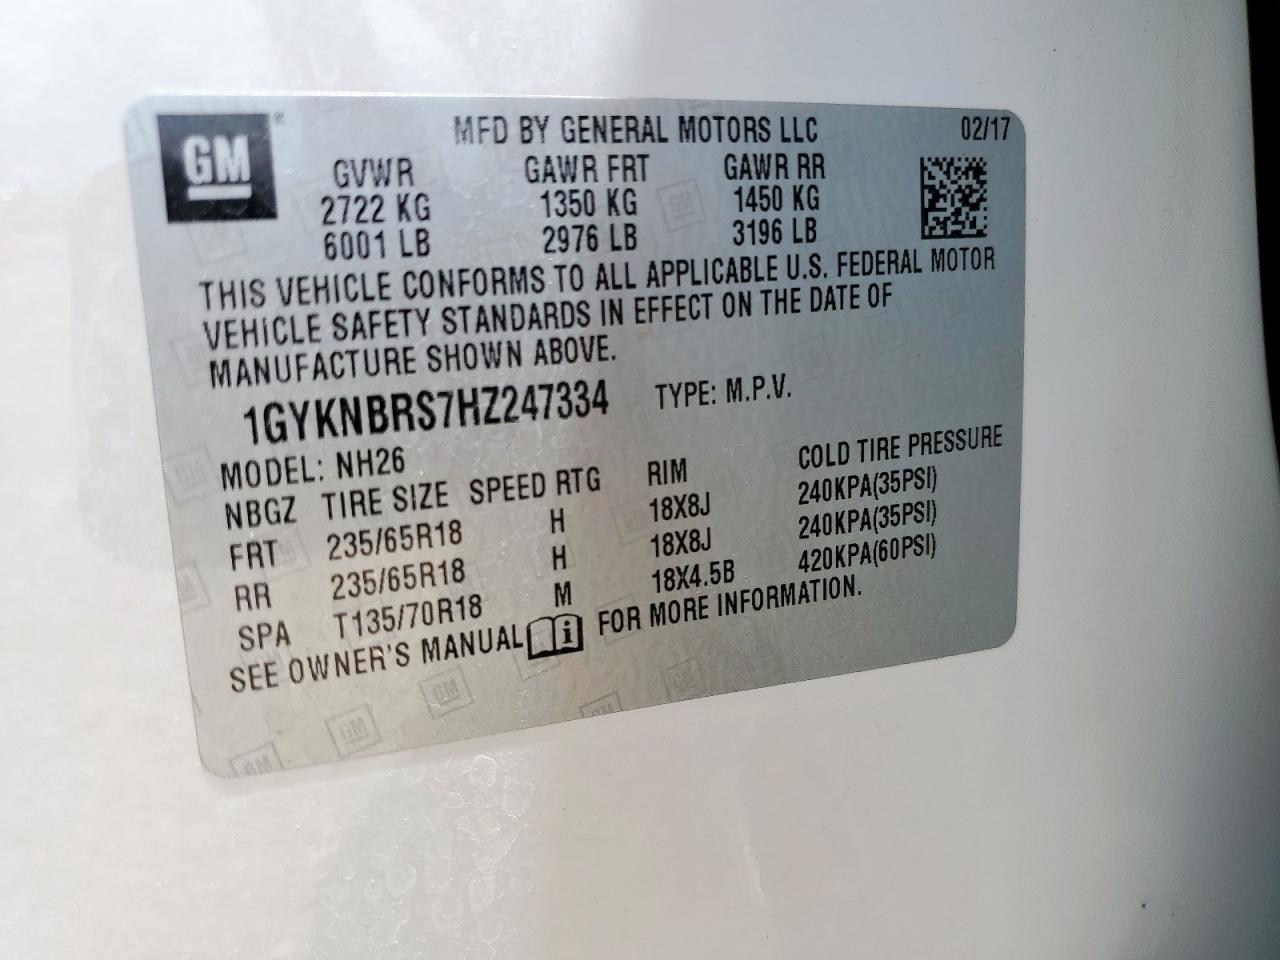 GM
MFD BY GENERAL MOTORS LLC 02/17
GVWR GAWR FRT GAWR RR
2722 KG 1350 KG 1450 KG
6001 LB 2976 LB 3196 LB
THIS VEHICLE CONFORMS TO ALL APPLICABLE U.S. FEDERAL MOTOR
VEHICLE SAFETY STANDARDS IN EFFECT ON THE DATE OF
MANUFACTURE SHOWN ABOVE.
1GYKNBRS7HZ247334 TYPE: M.P.V.
MODEL: NH26
NBGZ TIRE SIZE SPEED RTG RIM COLD TIRE PRESSURE
FRT 235/65R18 H 18X8J 240KPA(35PSI)
RR 235/65R18 H 18X8J 240KPA(35PSI)
SPA T135/70R18 M 18X4.5B 420KPA(60PSI)
SEE OWNER'S MANUAL i FOR MORE INFORMATION.